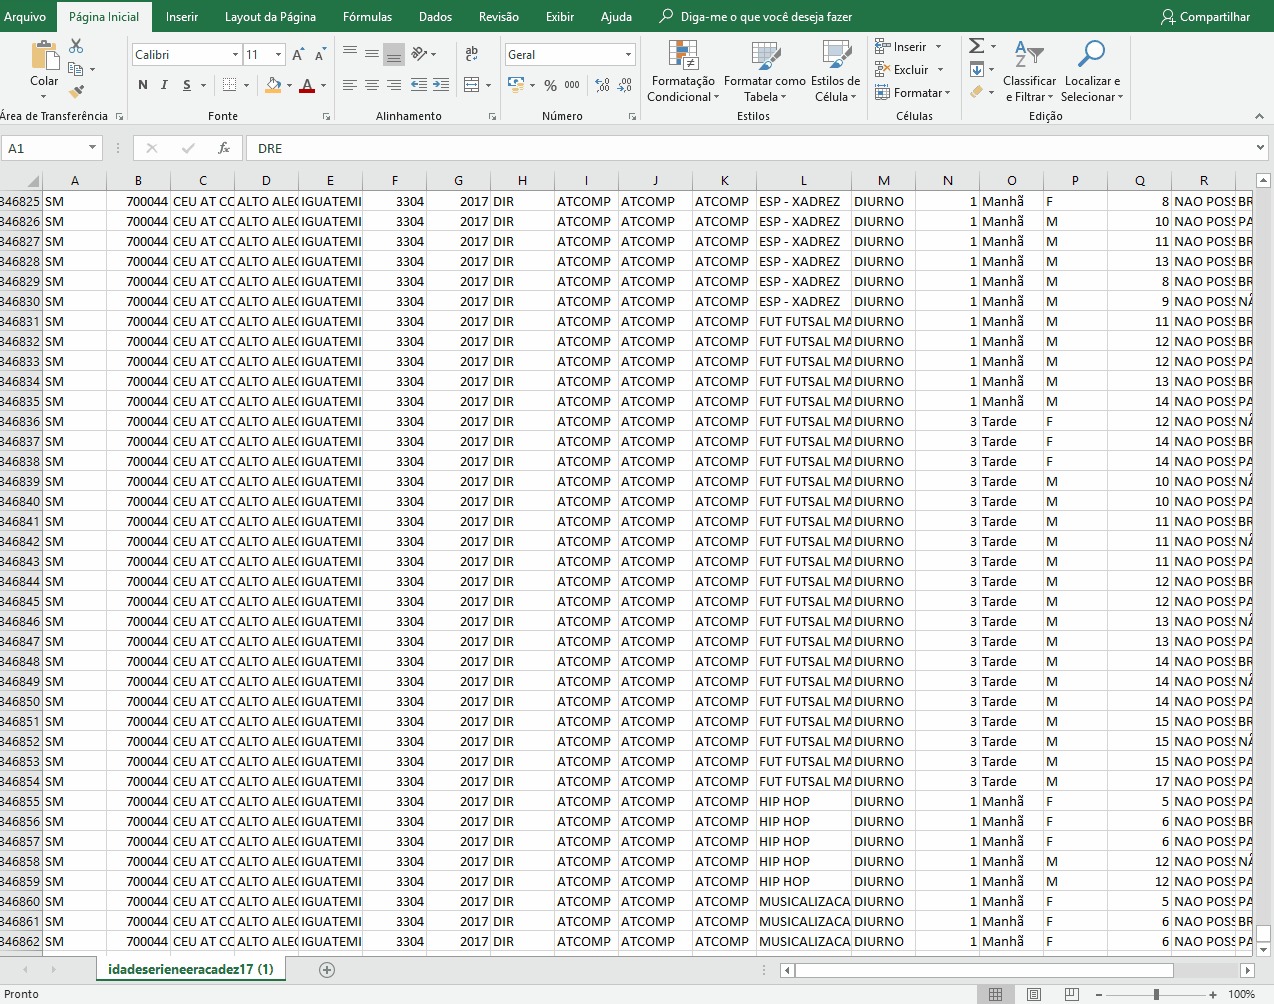 Arquivo Página Inicial Inserir Layout da Página Fórmulas Dados Revisão Exibir Ajuda Diga-me o que você deseja fazer Compartilhar
Colar
Área de Transferência
Calibri 11
N I S
Fonte
Alinhamento
Geral
% 000
Número
Formatação Condicional
Formatar como Tabela
Estilos de Célula
Estilos
Inserir
Excluir
Formatar
Células
Classificar e Filtrar
Localizar e Selecionar
Edição
A1 fx DRE
A B C D E F G H I J K L M N O P Q R
346825 SM 700044 CEU AT CC ALTO ALEG IGUATEMI 3304 2017 DIR ATCOMP ATCOMP ATCOMP ESP - XADREZ DIURNO 1 Manhã F 8 NAO POSS BR
346826 SM 700044 CEU AT CC ALTO ALEG IGUATEMI 3304 2017 DIR ATCOMP ATCOMP ATCOMP ESP - XADREZ DIURNO 1 Manhã M 10 NAO POSS PA
346827 SM 700044 CEU AT CC ALTO ALEG IGUATEMI 3304 2017 DIR ATCOMP ATCOMP ATCOMP ESP - XADREZ DIURNO 1 Manhã M 11 NAO POSS BR
346828 SM 700044 CEU AT CC ALTO ALEG IGUATEMI 3304 2017 DIR ATCOMP ATCOMP ATCOMP ESP - XADREZ DIURNO 1 Manhã M 13 NAO POSS BR
346829 SM 700044 CEU AT CC ALTO ALEG IGUATEMI 3304 2017 DIR ATCOMP ATCOMP ATCOMP ESP - XADREZ DIURNO 1 Manhã M 8 NAO POSS BR
346830 SM 700044 CEU AT CC ALTO ALEG IGUATEMI 3304 2017 DIR ATCOMP ATCOMP ATCOMP ESP - XADREZ DIURNO 1 Manhã M 9 NAO POSS NÃ
346831 SM 700044 CEU AT CC ALTO ALEG IGUATEMI 3304 2017 DIR ATCOMP ATCOMP ATCOMP FUT FUTSAL MA DIURNO 1 Manhã M 11 NAO POSS BR
346832 SM 700044 CEU AT CC ALTO ALEG IGUATEMI 3304 2017 DIR ATCOMP ATCOMP ATCOMP FUT FUTSAL MA DIURNO 1 Manhã M 12 NAO POSS BR
346833 SM 700044 CEU AT CC ALTO ALEG IGUATEMI 3304 2017 DIR ATCOMP ATCOMP ATCOMP FUT FUTSAL MA DIURNO 1 Manhã M 12 NAO POSS PA
346834 SM 700044 CEU AT CC ALTO ALEG IGUATEMI 3304 2017 DIR ATCOMP ATCOMP ATCOMP FUT FUTSAL MA DIURNO 1 Manhã M 13 NAO POSS BR
346835 SM 700044 CEU AT CC ALTO ALEG IGUATEMI 3304 2017 DIR ATCOMP ATCOMP ATCOMP FUT FUTSAL MA DIURNO 1 Manhã M 14 NAO POSS PA
346836 SM 700044 CEU AT CC ALTO ALEG IGUATEMI 3304 2017 DIR ATCOMP ATCOMP ATCOMP FUT FUTSAL MA DIURNO 3 Tarde F 12 NAO POSS NÃ
346837 SM 700044 CEU AT CC ALTO ALEG IGUATEMI 3304 2017 DIR ATCOMP ATCOMP ATCOMP FUT FUTSAL MA DIURNO 3 Tarde F 14 NAO POSS BR
346838 SM 700044 CEU AT CC ALTO ALEG IGUATEMI 3304 2017 DIR ATCOMP ATCOMP ATCOMP FUT FUTSAL MA DIURNO 3 Tarde F 14 NAO POSS PA
346839 SM 700044 CEU AT CC ALTO ALEG IGUATEMI 3304 2017 DIR ATCOMP ATCOMP ATCOMP FUT FUTSAL MA DIURNO 3 Tarde M 10 NAO POSS NÃ
346840 SM 700044 CEU AT CC ALTO ALEG IGUATEMI 3304 2017 DIR ATCOMP ATCOMP ATCOMP FUT FUTSAL MA DIURNO 3 Tarde M 10 NAO POSS PA
346841 SM 700044 CEU AT CC ALTO ALEG IGUATEMI 3304 2017 DIR ATCOMP ATCOMP ATCOMP FUT FUTSAL MA DIURNO 3 Tarde M 11 NAO POSS BR
346842 SM 700044 CEU AT CC ALTO ALEG IGUATEMI 3304 2017 DIR ATCOMP ATCOMP ATCOMP FUT FUTSAL MA DIURNO 3 Tarde M 11 NAO POSS NÃ
346843 SM 700044 CEU AT CC ALTO ALEG IGUATEMI 3304 2017 DIR ATCOMP ATCOMP ATCOMP FUT FUTSAL MA DIURNO 3 Tarde M 11 NAO POSS PA
346844 SM 700044 CEU AT CC ALTO ALEG IGUATEMI 3304 2017 DIR ATCOMP ATCOMP ATCOMP FUT FUTSAL MA DIURNO 3 Tarde M 12 NAO POSS BR
346845 SM 700044 CEU AT CC ALTO ALEG IGUATEMI 3304 2017 DIR ATCOMP ATCOMP ATCOMP FUT FUTSAL MA DIURNO 3 Tarde M 12 NAO POSS PA
346846 SM 700044 CEU AT CC ALTO ALEG IGUATEMI 3304 2017 DIR ATCOMP ATCOMP ATCOMP FUT FUTSAL MA DIURNO 3 Tarde M 13 NAO POSS NÃ
346847 SM 700044 CEU AT CC ALTO ALEG IGUATEMI 3304 2017 DIR ATCOMP ATCOMP ATCOMP FUT FUTSAL MA DIURNO 3 Tarde M 13 NAO POSS PA
346848 SM 700044 CEU AT CC ALTO ALEG IGUATEMI 3304 2017 DIR ATCOMP ATCOMP ATCOMP FUT FUTSAL MA DIURNO 3 Tarde M 14 NAO POSS BR
346849 SM 700044 CEU AT CC ALTO ALEG IGUATEMI 3304 2017 DIR ATCOMP ATCOMP ATCOMP FUT FUTSAL MA DIURNO 3 Tarde M 14 NAO POSS NÃ
346850 SM 700044 CEU AT CC ALTO ALEG IGUATEMI 3304 2017 DIR ATCOMP ATCOMP ATCOMP FUT FUTSAL MA DIURNO 3 Tarde M 14 NAO POSS PA
346851 SM 700044 CEU AT CC ALTO ALEG IGUATEMI 3304 2017 DIR ATCOMP ATCOMP ATCOMP FUT FUTSAL MA DIURNO 3 Tarde M 15 NAO POSS BR
346852 SM 700044 CEU AT CC ALTO ALEG IGUATEMI 3304 2017 DIR ATCOMP ATCOMP ATCOMP FUT FUTSAL MA DIURNO 3 Tarde M 15 NAO POSS NÃ
346853 SM 700044 CEU AT CC ALTO ALEG IGUATEMI 3304 2017 DIR ATCOMP ATCOMP ATCOMP FUT FUTSAL MA DIURNO 3 Tarde M 15 NAO POSS PA
346854 SM 700044 CEU AT CC ALTO ALEG IGUATEMI 3304 2017 DIR ATCOMP ATCOMP ATCOMP FUT FUTSAL MA DIURNO 3 Tarde M 17 NAO POSS PA
346855 SM 700044 CEU AT CC ALTO ALEG IGUATEMI 3304 2017 DIR ATCOMP ATCOMP ATCOMP HIP HOP DIURNO 1 Manhã F 5 NAO POSS PA
346856 SM 700044 CEU AT CC ALTO ALEG IGUATEMI 3304 2017 DIR ATCOMP ATCOMP ATCOMP HIP HOP DIURNO 1 Manhã F 6 NAO POSS BR
346857 SM 700044 CEU AT CC ALTO ALEG IGUATEMI 3304 2017 DIR ATCOMP ATCOMP ATCOMP HIP HOP DIURNO 1 Manhã F 6 NAO POSS PA
346858 SM 700044 CEU AT CC ALTO ALEG IGUATEMI 3304 2017 DIR ATCOMP ATCOMP ATCOMP HIP HOP DIURNO 1 Manhã M 12 NAO POSS NÃ
346859 SM 700044 CEU AT CC ALTO ALEG IGUATEMI 3304 2017 DIR ATCOMP ATCOMP ATCOMP HIP HOP DIURNO 1 Manhã M 12 NAO POSS PA
346860 SM 700044 CEU AT CC ALTO ALEG IGUATEMI 3304 2017 DIR ATCOMP ATCOMP ATCOMP MUSICALIZACA DIURNO 1 Manhã F 5 NAO POSS PA
346861 SM 700044 CEU AT CC ALTO ALEG IGUATEMI 3304 2017 DIR ATCOMP ATCOMP ATCOMP MUSICALIZACA DIURNO 1 Manhã F 6 NAO POSS BR
346862 SM 700044 CEU AT CC ALTO ALEG IGUATEMI 3304 2017 DIR ATCOMP ATCOMP ATCOMP MUSICALIZACA DIURNO 1 Manhã F 6 NAO POSS PA
idadeserieneeracadez17 (1)
Pronto 100%